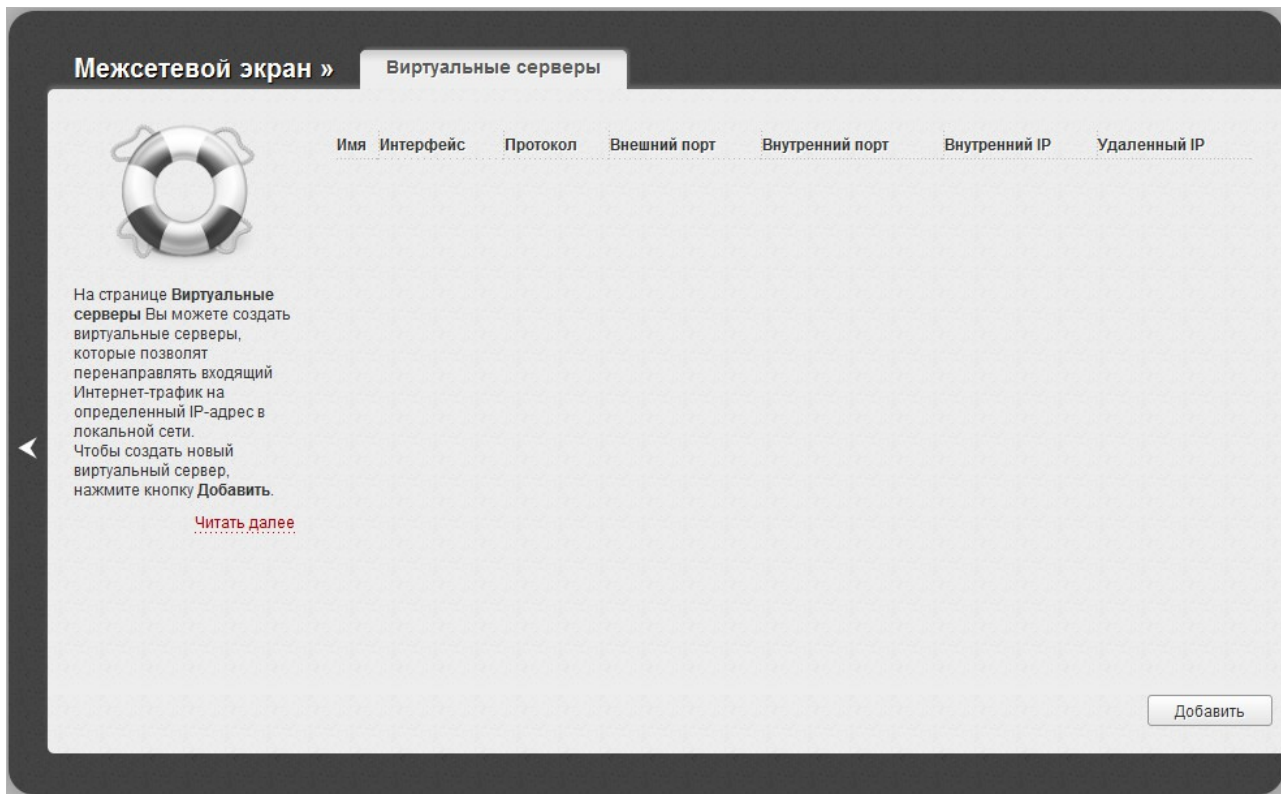 Межсетевой экран »
Виртуальные серверы
Имя Интерфейс Протокол Внешний порт Внутренний порт Внутренний IP Удаленный IP
На странице Виртуальные
серверы Вы можете создать
виртуальные серверы,
которые позволят
перенаправлять входящий
Интернет-трафик на
определенный IP-адрес в
локальной сети.
Чтобы создать новый
виртуальный сервер,
нажмите кнопку Добавить.
Читать далее
Добавить